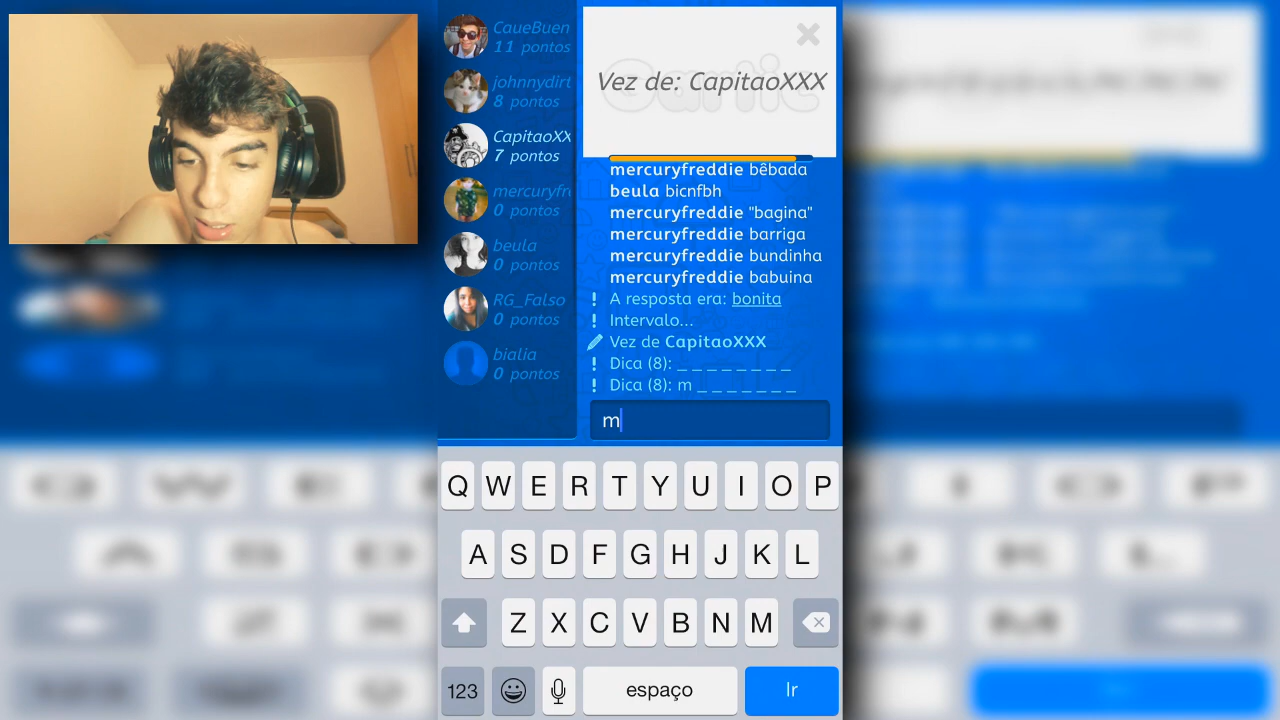 CaueBuen
11 pontos
johnnydirt
8 pontos
CapitaoXX
7 pontos
mercuryfr
0 pontos
beula
0 pontos
RG_Falso
0 pontos
bialia
0 pontos
Vez de: CapitaoXXX
mercuryfreddie bêbada
beula bicnfbh
mercuryfreddie "bagina"
mercuryfreddie barriga
mercuryfreddie bundinha
mercuryfreddie babuina
! A resposta era: bonita
! Intervalo...
Vez de CapitaoXXX
! Dica (8): _ _ _ _ _ _ _ _
! Dica (8): m _ _ _ _ _ _ _
m
Q W E R T Y U I O P
A S D F G H J K L
Z X C V B N M
123 espaço Ir